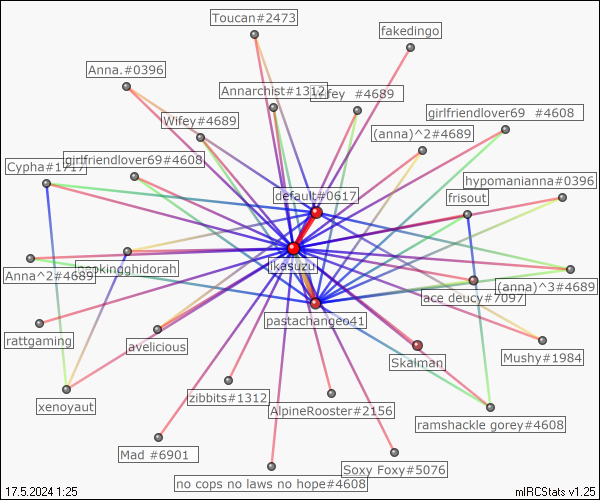 Toucan#2473
fakedingo
Anna.#0396
Annarchist#1312
#4689
girlfriendlover69 #4608
Wifey#4689
(anna)^2#4689
Cypha#1717
girlfriendlover69#4608
hypomanianna#0396
default#0617
frisout
Anna^2#4689
ikasuzu
ace deucy#7097
(anna)^3#4689
pastachangeo41
rattgaming
avelicious
Skalman
Mushy#1984
xenoyaut
zibbits#1312
AlpineRooster#2156
ramshackle gorey#4608
Mad #6901
Soxy Foxy#5076
no cops no laws no hope#4608
17.5.2024 1:25
mIRCStats v1.25